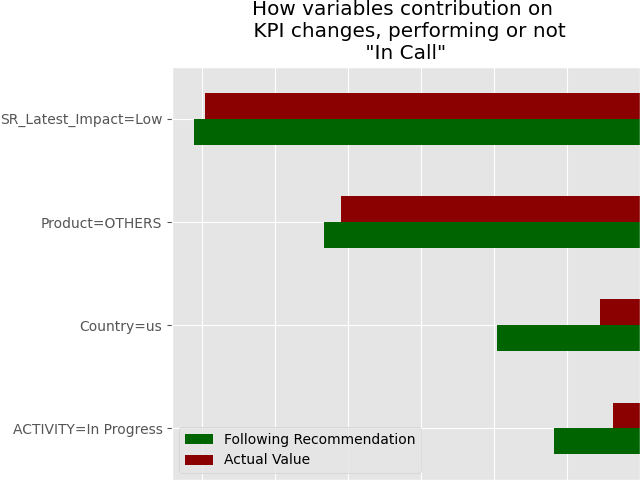 How variables contribution on
KPI changes, performing or not
"In Call"
SR_Latest_Impact=Low
Product=OTHERS
Country=us
ACTIVITY=In Progress
Following Recommendation
Actual Value